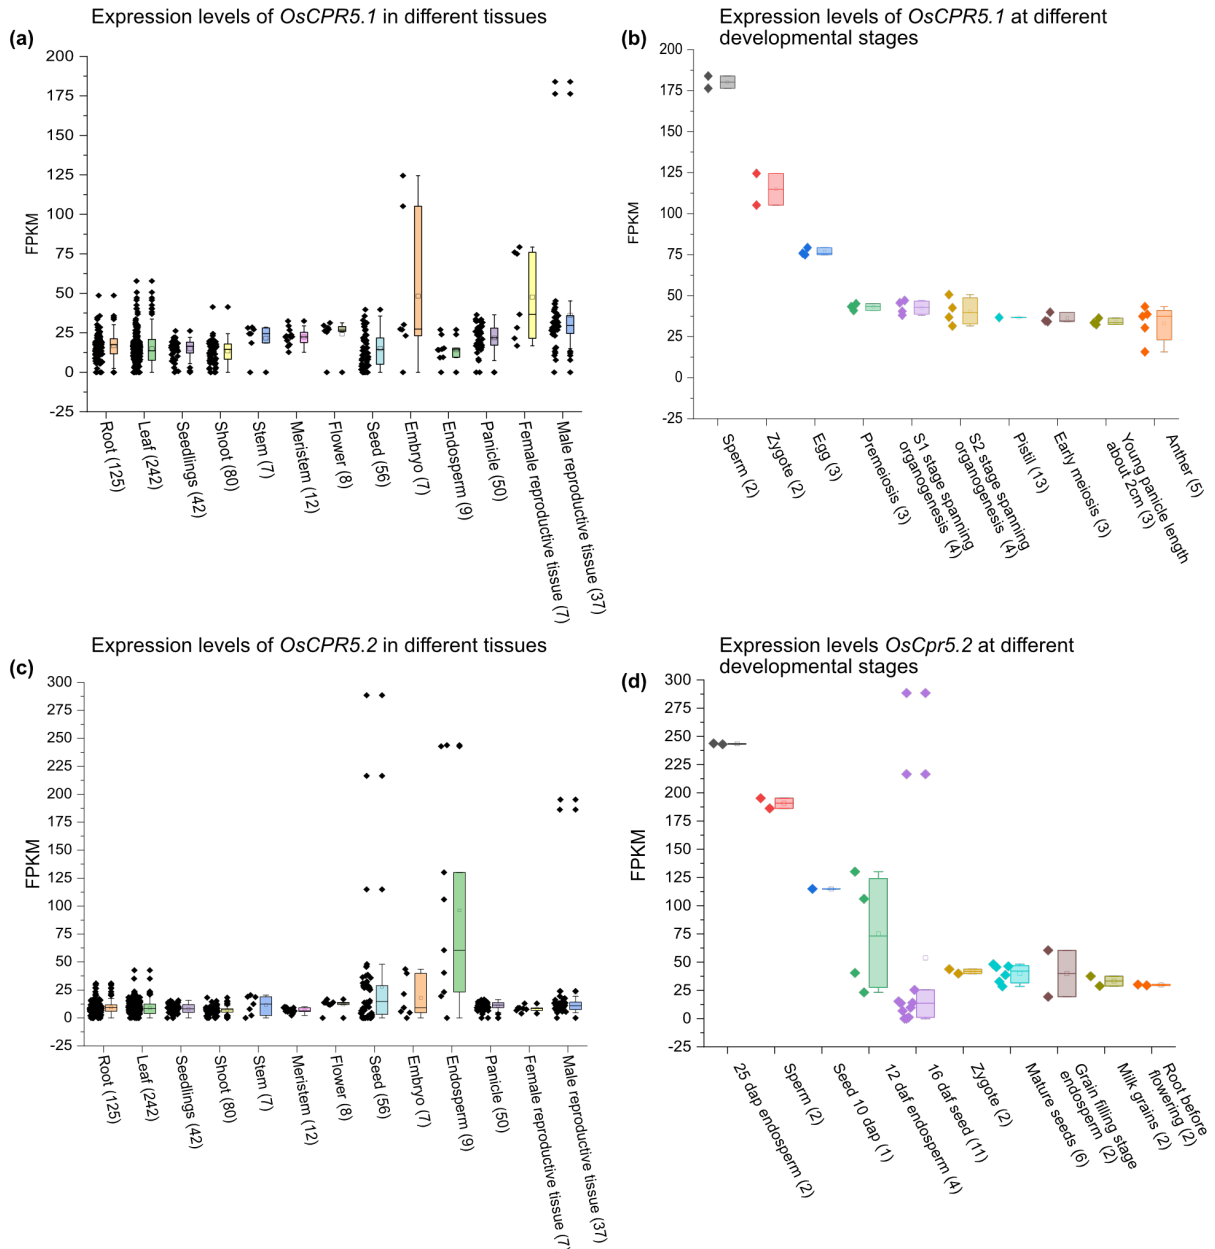 Expression levels of OsCPR5.1 in different tissues
(a)
200
175
150
125
100
75
50
25
0
-25
FPKM
Root (125)
Leaf (242)
Seedlings (42)
Shoot (80)
Stem (7)
Meristem (12)
Flower (8)
Seed (56)
Embryo (7)
Endosperm (9)
Panicle (50)
Female reproductive tissue (7)
Male reproductive tissue (37)
Expression levels of OsCPR5.1 at different
developmental stages
(b)
200
175
150
125
100
75
50
25
0
-25
FPKM
Sperm (2)
Zygote (2)
Egg (3)
Premeiosis (3)
S1 stage spanning
organogenesis (4)
S2 stage spanning
organogenesis (4)
Pistil (13)
Early meiosis (3)
Young panicle length
about 2cm (3)
Anther (5)
Expression levels of OsCPR5.2 in different tissues
(c)
300
275
250
225
200
175
150
125
100
75
50
25
0
-25
FPKM
Root (125)
Leaf (242)
Seedlings (42)
Shoot (80)
Stem (7)
Meristem (12)
Flower (8)
Seed (56)
Embryo (7)
Endosperm (9)
Panicle (50)
Female reproductive tissue (7)
Male reproductive tissue (37)
Expression levels OsCpr5.2 at different
developmental stages
(d)
300
275
250
225
200
175
150
125
100
75
50
25
0
-25
FPKM
25 dap endosperm (2)
Sperm (2)
Seed 10 dap (1)
12 daf endosperm (4)
16 daf seed (11)
Zygote (2)
Mature seeds (6)
Grain filling stage
endosperm (2)
Milk grains (2)
Root before
flowering (2)